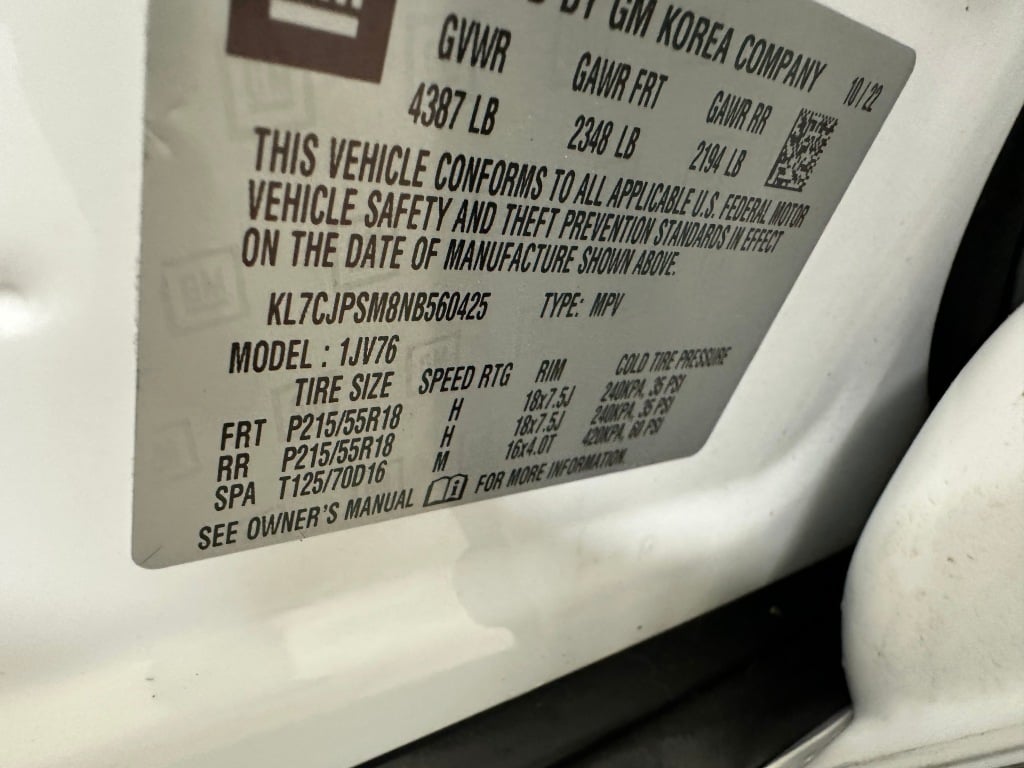 BY GM KOREA COMPANY 10/22
GVWR GAWR FRT GAWR RR
4387 LB 2348 LB 2194 LB
THIS VEHICLE CONFORMS TO ALL APPLICABLE U.S. FEDERAL MOTOR
VEHICLE SAFETY AND THEFT PREVENTION STANDARDS IN EFFECT
ON THE DATE OF MANUFACTURE SHOWN ABOVE.
KL7CJPSM8NB560425 TYPE: MPV
MODEL : 1JV76
TIRE SIZE SPEED RTG RIM COLD TIRE PRESSURE
FRT P215/55R18 H 18x7.5J 240KPA, 35 PSI
RR P215/55R18 H 18x7.5J 240KPA, 35 PSI
SPA T125/70D16 M 16x4.0T 420KPA, 60 PSI
SEE OWNER'S MANUAL FOR MORE INFORMATION.